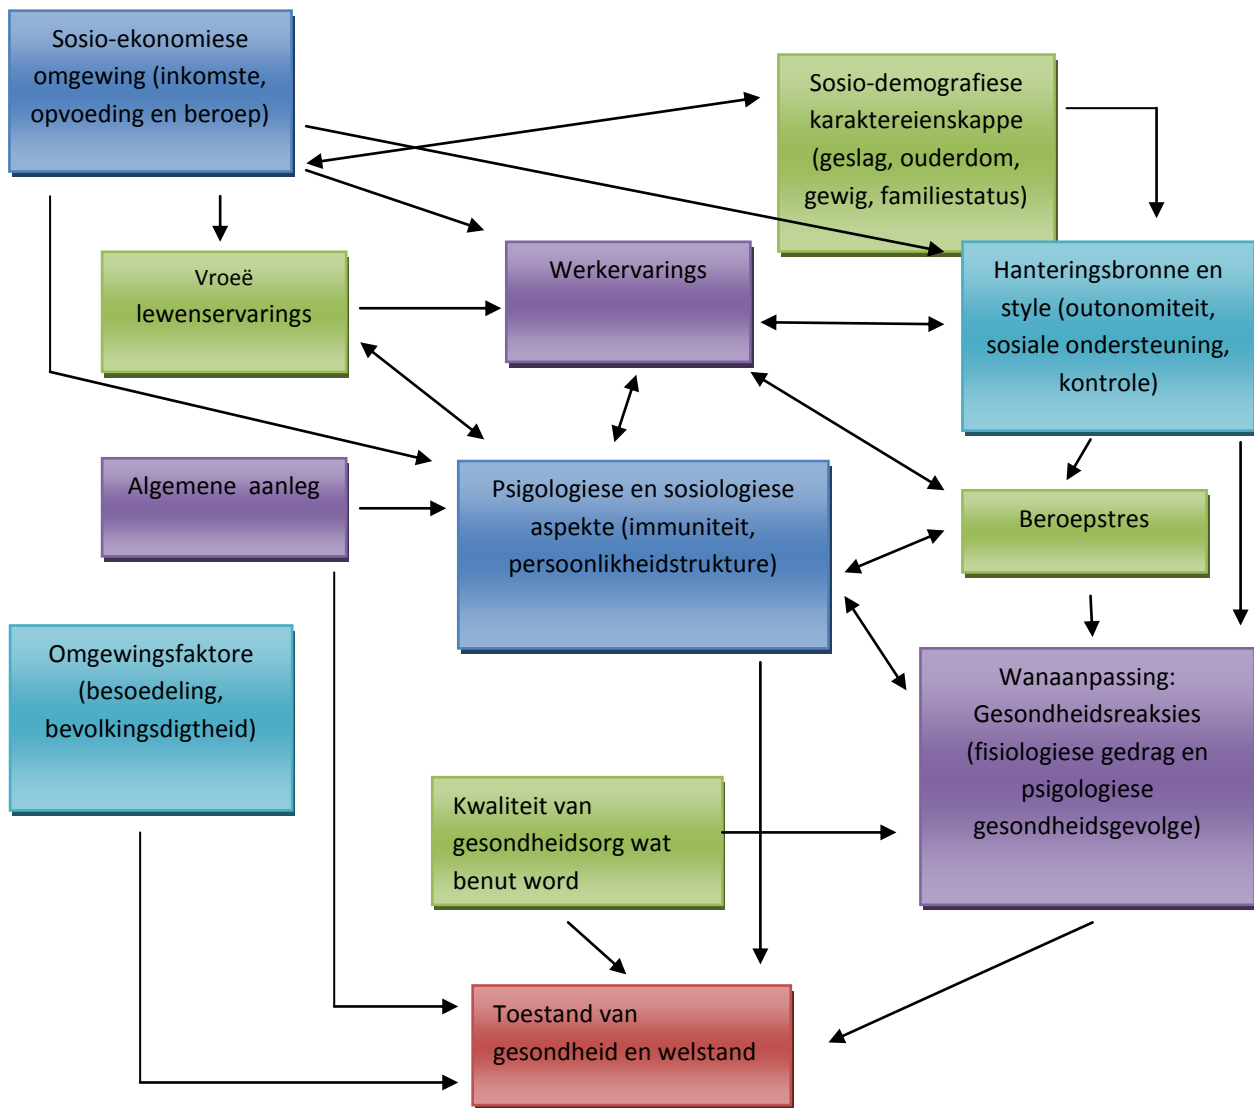 Sosio-ekonomiese
omgewing (inkomste,
opvoeding en beroep)
Sosio-demografiese
karaktereienskappe
(geslag, ouderdom,
gewig, familiestatus)
Vroeë
lewenservarings
Werkervarings
Hanteringsbronne en
style (outonomiteit,
sosiale ondersteuning,
kontrole)
Algemene aanleg
Psigologiese en sosiologiese
aspekte (immuniteit,
persoonlikheidstrukture)
Beroepstres
Omgewingsfaktore
(besoedeling,
bevolkingsdigtheid)
Wanaanpassing:
Gesondheidsreaksies
(fisiologiese gedrag en
psigologiese
gesondheidsgevolge)
Kwaliteit van
gesondheidsorg wat
benut word
Toestand van
gesondheid en welstand